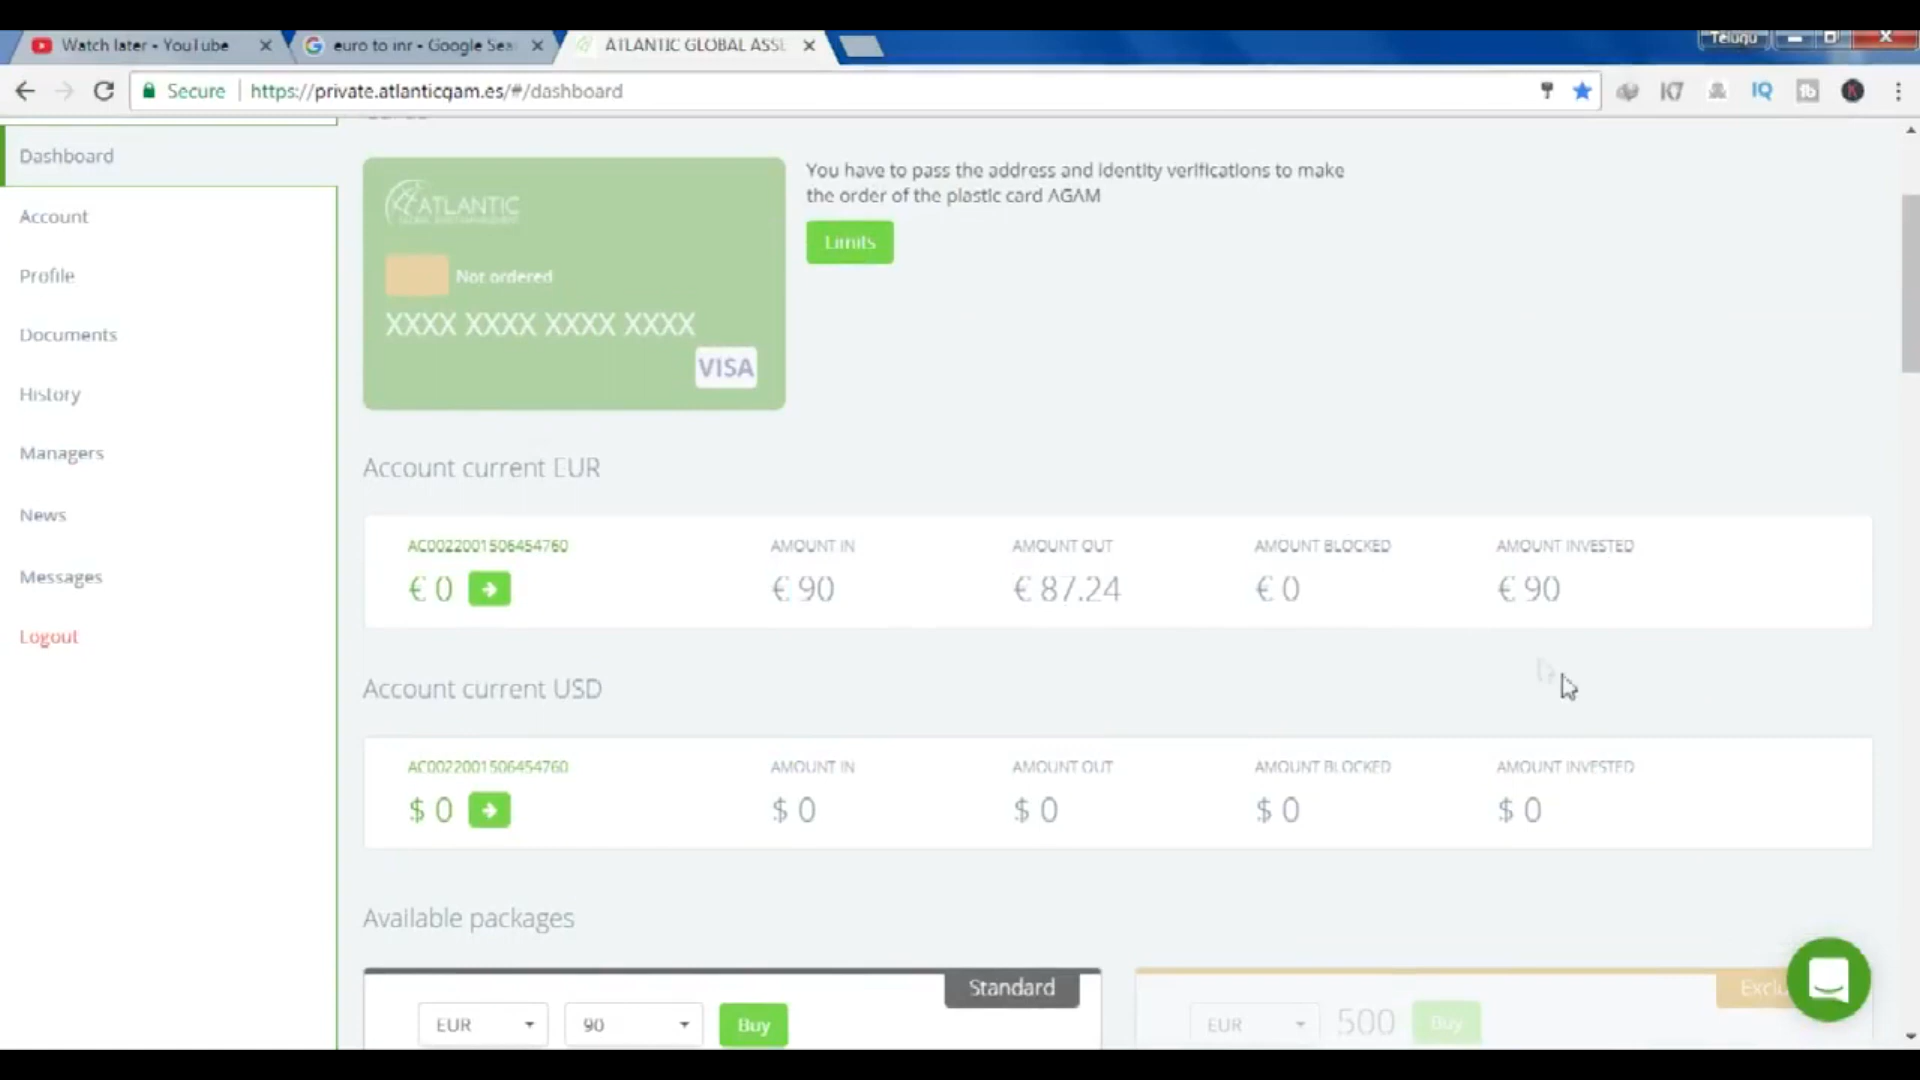 Watch later - YouTube
euro to inr - Google Sea
ATLANTIC GLOBAL ASSE
Telugu
Secure
https://private.atlanticgam.es/#/dashboard
IQ
Dashboard
Account
Profile
Documents
History
Managers
News
Messages
Logout
ATLANTIC
Not ordered
XXXX XXXX XXXX XXXX
VISA
You have to pass the address and identity verifications to make
the order of the plastic card AGAM
Limits
Account current EUR
AC0022001506454760 AMOUNT IN AMOUNT OUT AMOUNT BLOCKED AMOUNT INVESTED
€ 0 € 90 € 87.24 € 0 € 90
Account current USD
AC0022001506454760 AMOUNT IN AMOUNT OUT AMOUNT BLOCKED AMOUNT INVESTED
$ 0 $ 0 $ 0 $ 0 $ 0
Available packages
Standard
EUR 90 Buy
Exclu
EUR 500 Buy